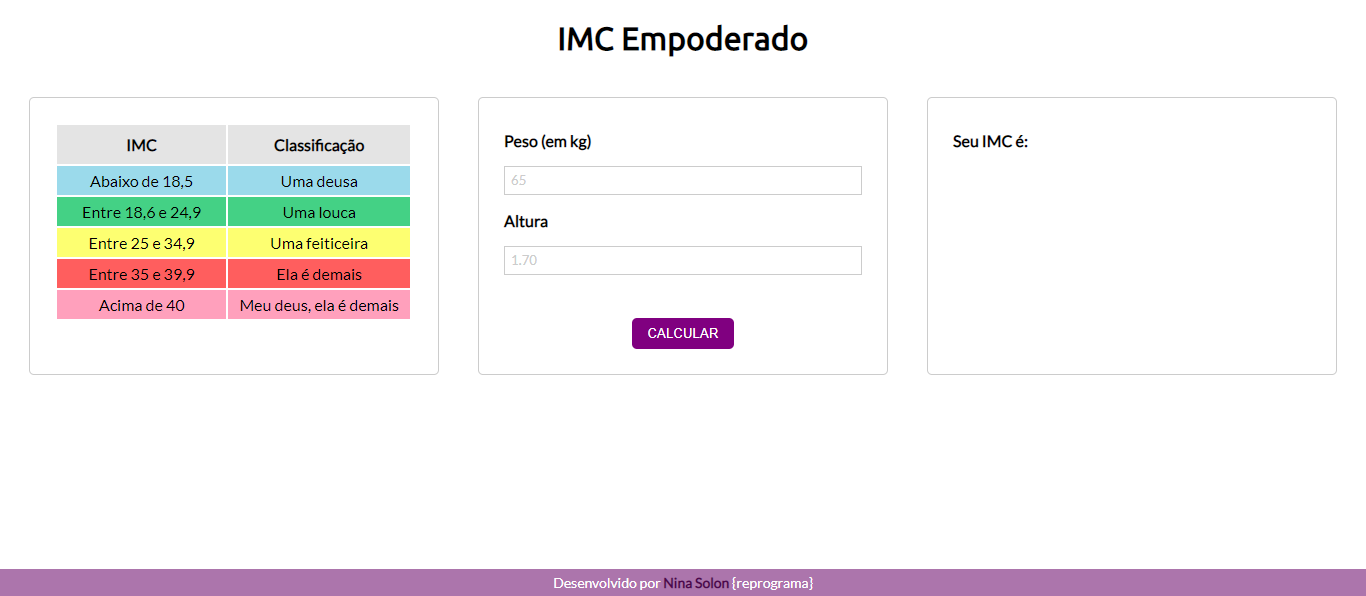 IMC Empoderado
IMC Classificação
Abaixo de 18,5 Uma deusa
Entre 18,6 e 24,9 Uma louca
Entre 25 e 34,9 Uma feiticeira
Entre 35 e 39,9 Ela é demais
Acima de 40 Meu deus, ela é demais
Peso (em kg)
65
Altura
1.70
CALCULAR
Seu IMC é:
Desenvolvido por Nina Solon {reprograma}